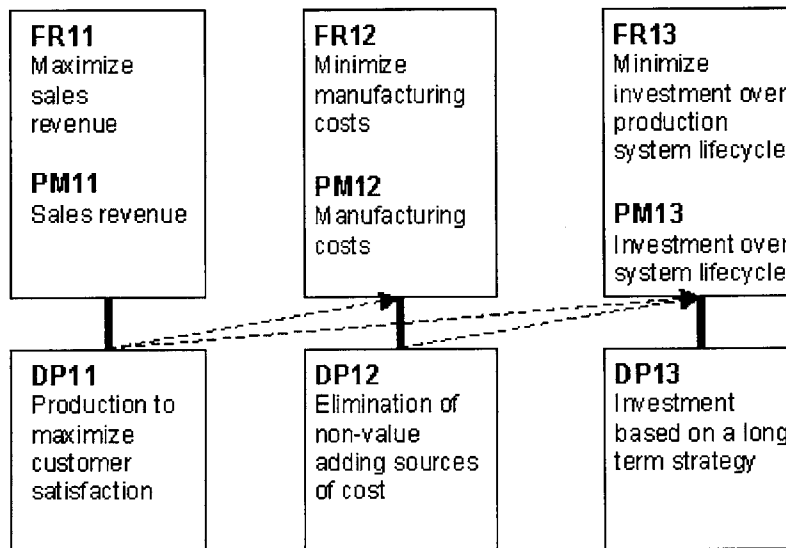 FR11
Maximize
sales
revenue
PM11
Sales revenue
FR12
Minimize
manufacturing
costs
PM12
Manufacturing
costs
FR13
Minimize
investment over
production
system lifecycle
PM13
Investment over
system lifecycle
DP11
Production to
maximize
customer
satisfaction
DP12
Elimination of
non-value
adding sources
of cost
DP13
Investment
based on a long
term strategy